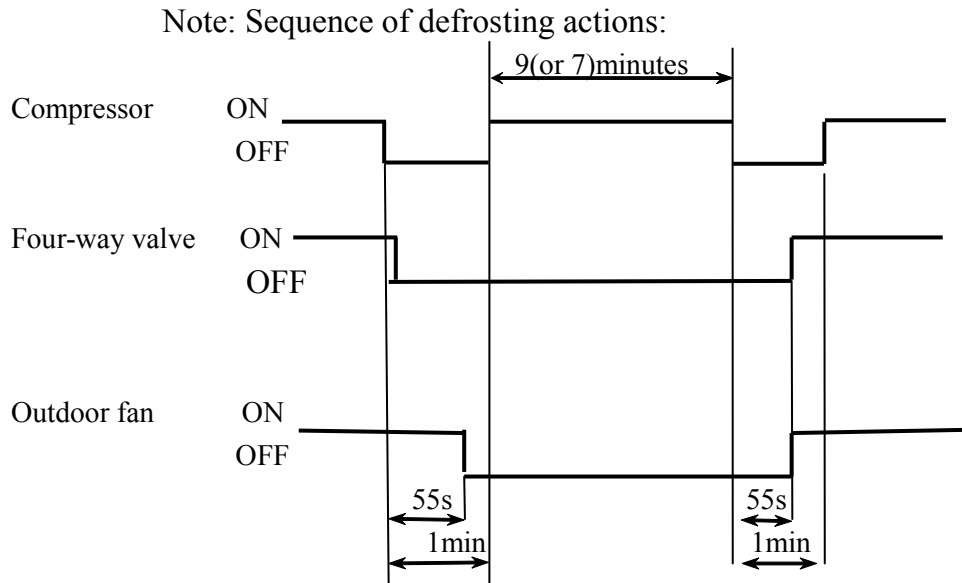 Note: Sequence of defrosting actions:
9(or 7)minutes
Compressor ON
OFF
Four-way valve ON
OFF
Outdoor fan ON
OFF
55s 55s
1min 1min